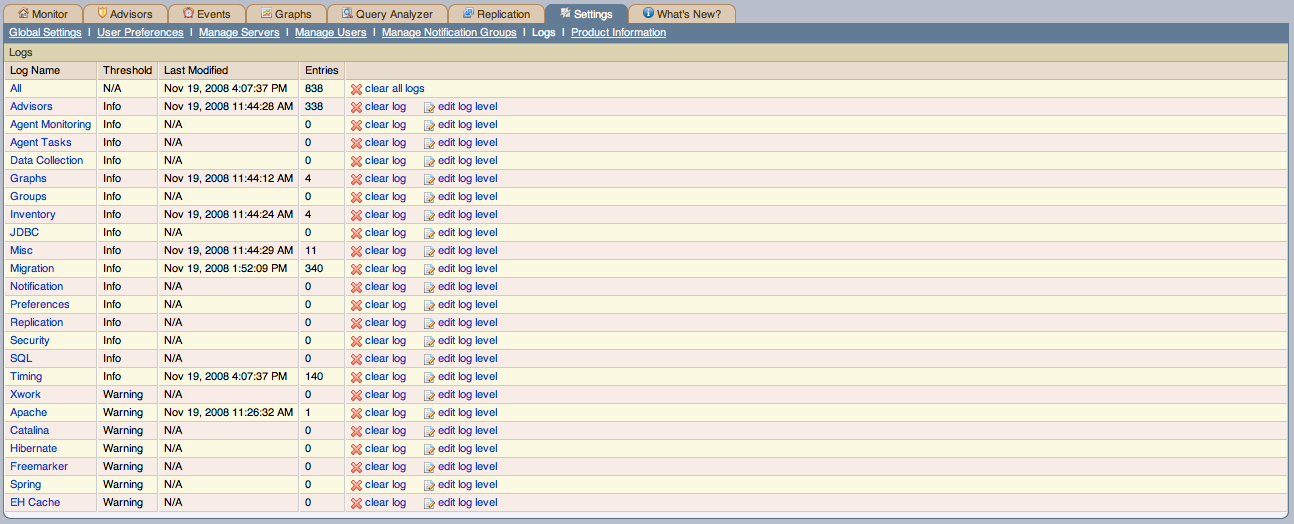 Monitor Advisors Events Graphs Query Analyzer Replication Settings What's New?
Global Settings | User Preferences | Manage Servers | Manage Users | Manage Notification Groups | Logs | Product Information
Logs
Log Name Threshold Last Modified Entries
All N/A Nov 19, 2008 4:07:37 PM 838 clear all logs
Advisors Info Nov 19, 2008 11:44:28 AM 338 clear log edit log level
Agent Monitoring Info N/A 0 clear log edit log level
Agent Tasks Info N/A 0 clear log edit log level
Data Collection Info N/A 0 clear log edit log level
Graphs Info Nov 19, 2008 11:44:12 AM 4 clear log edit log level
Groups Info N/A 0 clear log edit log level
Inventory Info Nov 19, 2008 11:44:24 AM 4 clear log edit log level
JDBC Info N/A 0 clear log edit log level
Misc Info Nov 19, 2008 11:44:29 AM 11 clear log edit log level
Migration Info Nov 19, 2008 1:52:09 PM 340 clear log edit log level
Notification Info N/A 0 clear log edit log level
Preferences Info N/A 0 clear log edit log level
Replication Info N/A 0 clear log edit log level
Security Info N/A 0 clear log edit log level
SQL Info N/A 0 clear log edit log level
Timing Info Nov 19, 2008 4:07:37 PM 140 clear log edit log level
Xwork Warning N/A 0 clear log edit log level
Apache Warning Nov 19, 2008 11:26:32 AM 1 clear log edit log level
Catalina Warning N/A 0 clear log edit log level
Hibernate Warning N/A 0 clear log edit log level
Freemarker Warning N/A 0 clear log edit log level
Spring Warning N/A 0 clear log edit log level
EH Cache Warning N/A 0 clear log edit log level